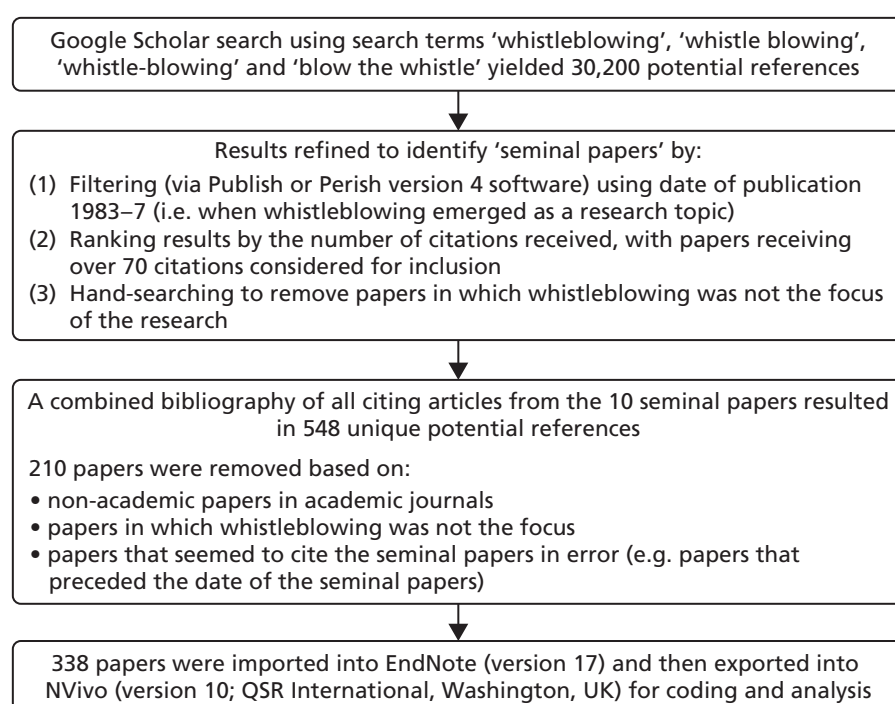 Google Scholar search using search terms ‘whistleblowing’, ‘whistle blowing’,
‘whistle-blowing’ and ‘blow the whistle’ yielded 30,200 potential references
Results refined to identify ‘seminal papers’ by:
(1) Filtering (via Publish or Perish version 4 software) using date of publication
1983–7 (i.e. when whistleblowing emerged as a research topic)
(2) Ranking results by the number of citations received, with papers receiving
over 70 citations considered for inclusion
(3) Hand-searching to remove papers in which whistleblowing was not the focus
of the research
A combined bibliography of all citing articles from the 10 seminal papers resulted
in 548 unique potential references
210 papers were removed based on:
• non-academic papers in academic journals
• papers in which whistleblowing was not the focus
• papers that seemed to cite the seminal papers in error (e.g. papers that
preceded the date of the seminal papers)
338 papers were imported into EndNote (version 17) and then exported into
NVivo (version 10; QSR International, Washington, UK) for coding and analysis